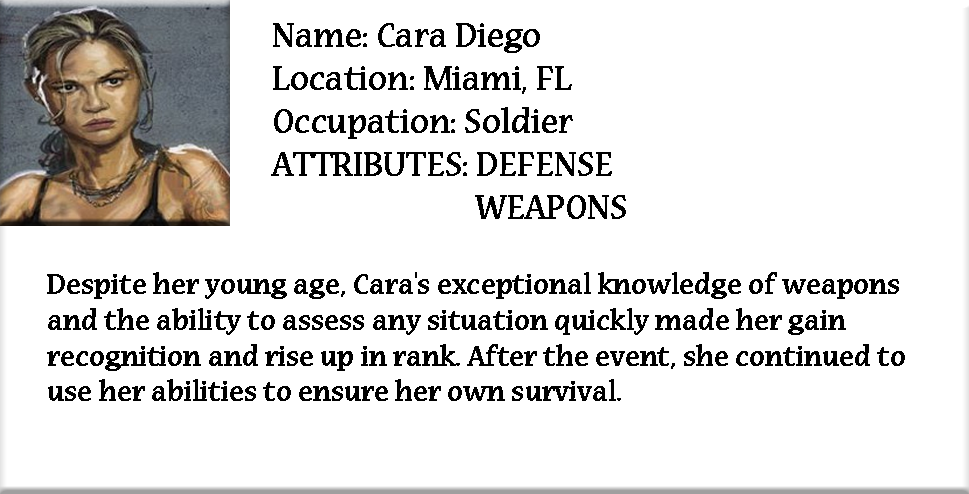 Name: Cara Diego
Location: Miami, FL
Occupation: Soldier
ATTRIBUTES: DEFENSE
WEAPONS
Despite her young age, Cara's exceptional knowledge of weapons
and the ability to assess any situation quickly made her gain
recognition and rise up in rank. After the event, she continued to
use her abilities to ensure her own survival.